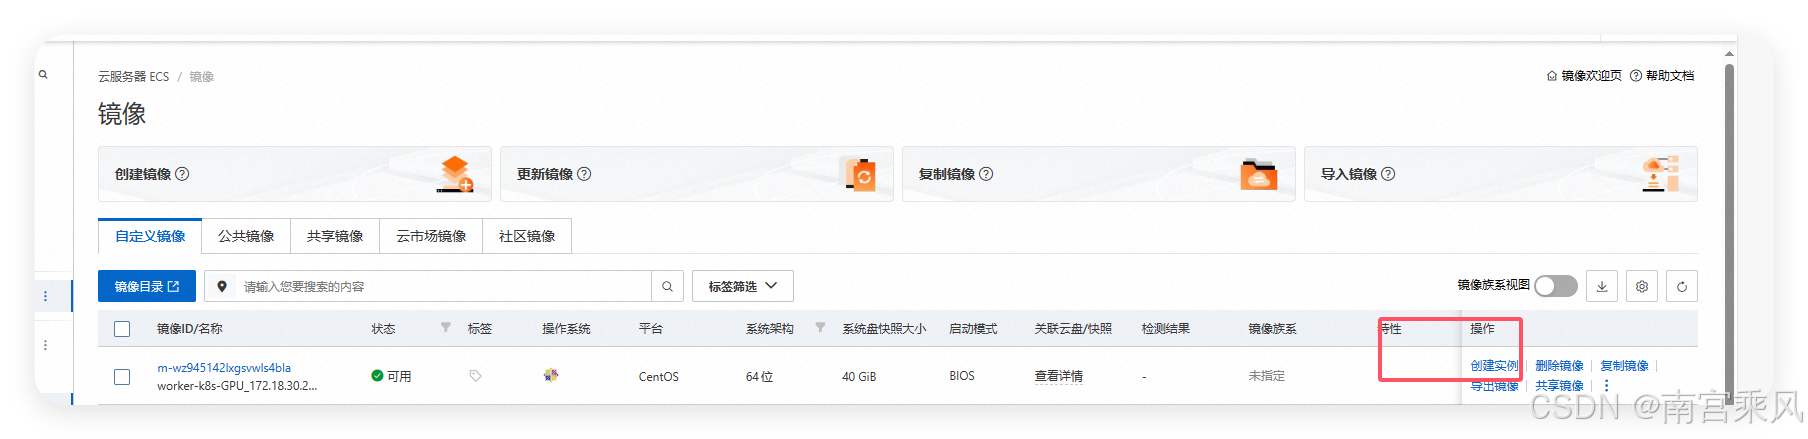 云服务器 ECS / 镜像
镜像欢迎页 帮助文档
镜像
创建镜像 更新镜像 复制镜像 导入镜像
自定义镜像 公共镜像 共享镜像 云市场镜像 社区镜像
镜像目录 请输入您要搜索的内容 标签筛选 镜像族系视图
镜像ID/名称 状态 标签 操作系统 平台 系统架构 系统盘快照大小 启动模式 关联云盘/快照 检测结果 镜像族系 特性 操作
m-wz945142lxgsvwls4bla
worker-k8s-GPU_172.18.30.2...
可用 CentOS 64 位 40 GiB BIOS 查看详情 - 未指定
创建实例 删除镜像 复制镜像
导出镜像 共享镜像
CSDN @南宫乘风